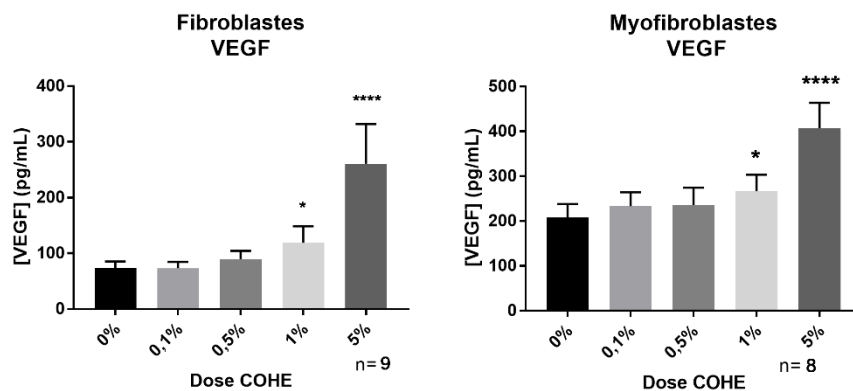 Fibroblastes
VEGF
[VEGF] (pg/mL)
400
300
200
100
0
*
****
0%
0,1%
0,5%
1%
5%
n= 9
Dose COHE
Myofibroblastes
VEGF
[VEGF] (pg/mL)
500
400
300
200
100
0
*
****
0%
0,1%
0,5%
1%
5%
n= 8
Dose COHE